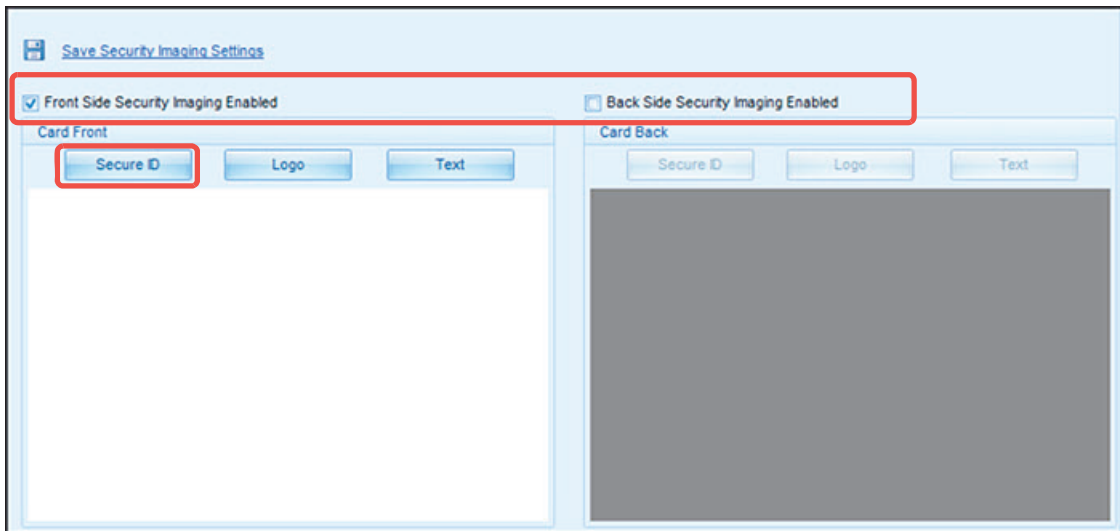 Save Security Imaging Settings
Front Side Security Imaging Enabled
Back Side Security Imaging Enabled
Card Front
Card Back
Secure ID
Logo
Text
Secure ID
Logo
Text